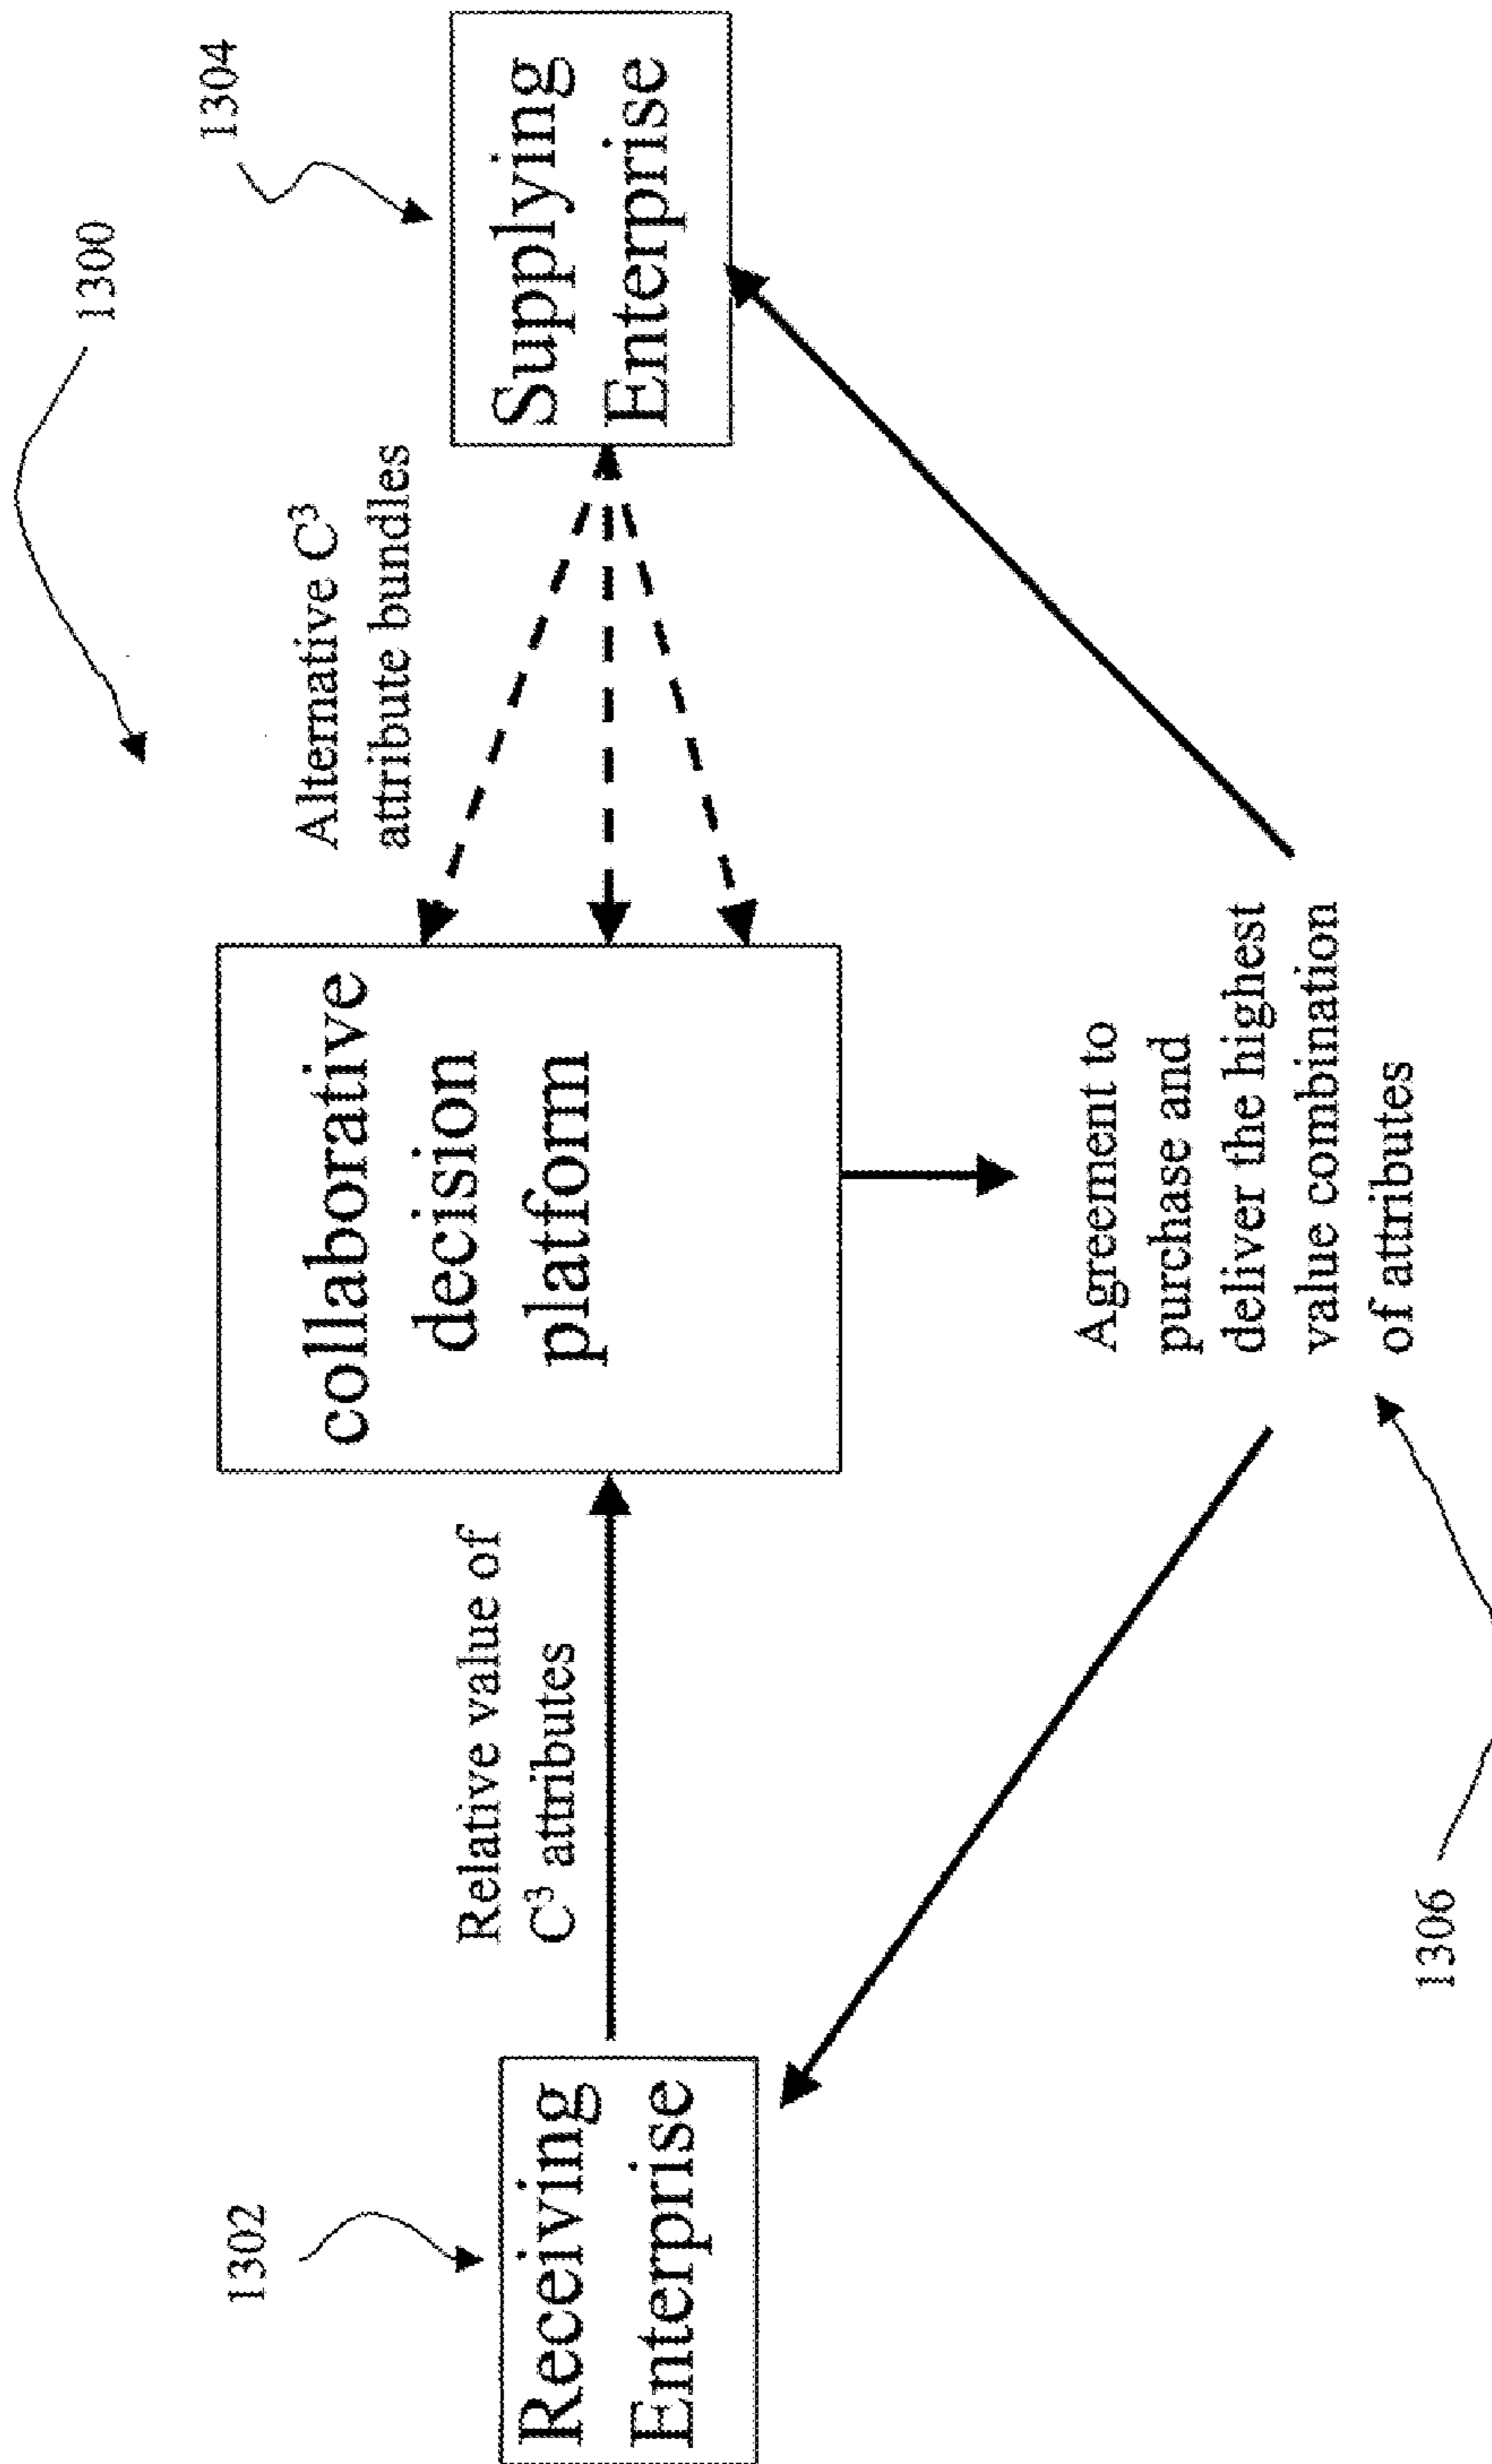 1300
1302
Receiving
Enterprise
Relative value of
C³ attributes
collaborative
decision
platform
Alternative C³
attribute bundles
1304
Supplying
Enterprise
Agreement to
purchase and
deliver the highest
value combination
of attributes
1306